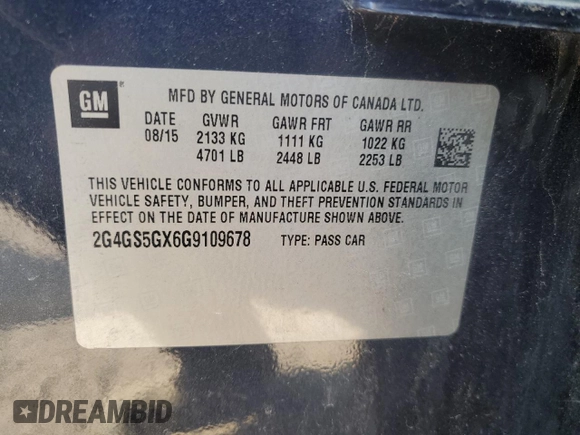 GM
MFD BY GENERAL MOTORS OF CANADA LTD.
DATE GVWR GAWR FRT GAWR RR
08/15 2133 KG 1111 KG 1022 KG
4701 LB 2448 LB 2253 LB
THIS VEHICLE CONFORMS TO ALL APPLICABLE U.S. FEDERAL MOTOR
VEHICLE SAFETY, BUMPER, AND THEFT PREVENTION STANDARDS IN
EFFECT ON THE DATE OF MANUFACTURE SHOWN ABOVE.
2G4GS5GX6G9109678 TYPE: PASS CAR
DREAMBID